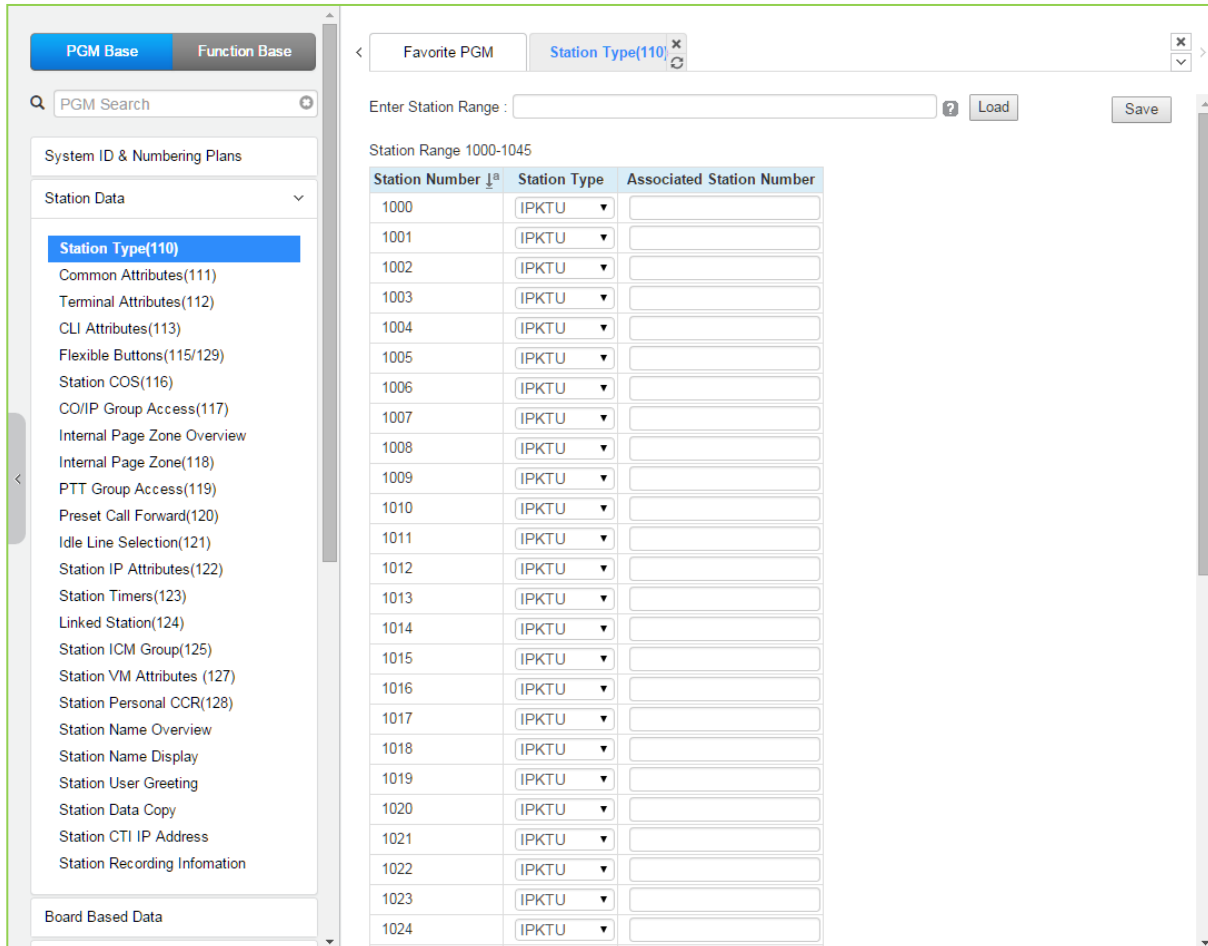 PGM Base
Function Base
PGM Search
System ID & Numbering Plans
Station Data
Station Type(110)
Common Attributes(111)
Terminal Attributes(112)
CLI Attributes(113)
Flexible Buttons(115/129)
Station COS(116)
CO/IP Group Access(117)
Internal Page Zone Overview
Internal Page Zone(118)
PTT Group Access(119)
Preset Call Forward(120)
Idle Line Selection(121)
Station IP Attributes(122)
Station Timers(123)
Linked Station(124)
Station ICM Group(125)
Station VM Attributes (127)
Station Personal CCR(128)
Station Name Overview
Station Name Display
Station User Greeting
Station Data Copy
Station CTI IP Address
Station Recording Infomation
Board Based Data
Favorite PGM
Station Type(110)
Enter Station Range :
Load
Save
Station Range 1000-1045
Station Number Station Type Associated Station Number
1000 IPKTU
1001 IPKTU
1002 IPKTU
1003 IPKTU
1004 IPKTU
1005 IPKTU
1006 IPKTU
1007 IPKTU
1008 IPKTU
1009 IPKTU
1010 IPKTU
1011 IPKTU
1012 IPKTU
1013 IPKTU
1014 IPKTU
1015 IPKTU
1016 IPKTU
1017 IPKTU
1018 IPKTU
1019 IPKTU
1020 IPKTU
1021 IPKTU
1022 IPKTU
1023 IPKTU
1024 IPKTU